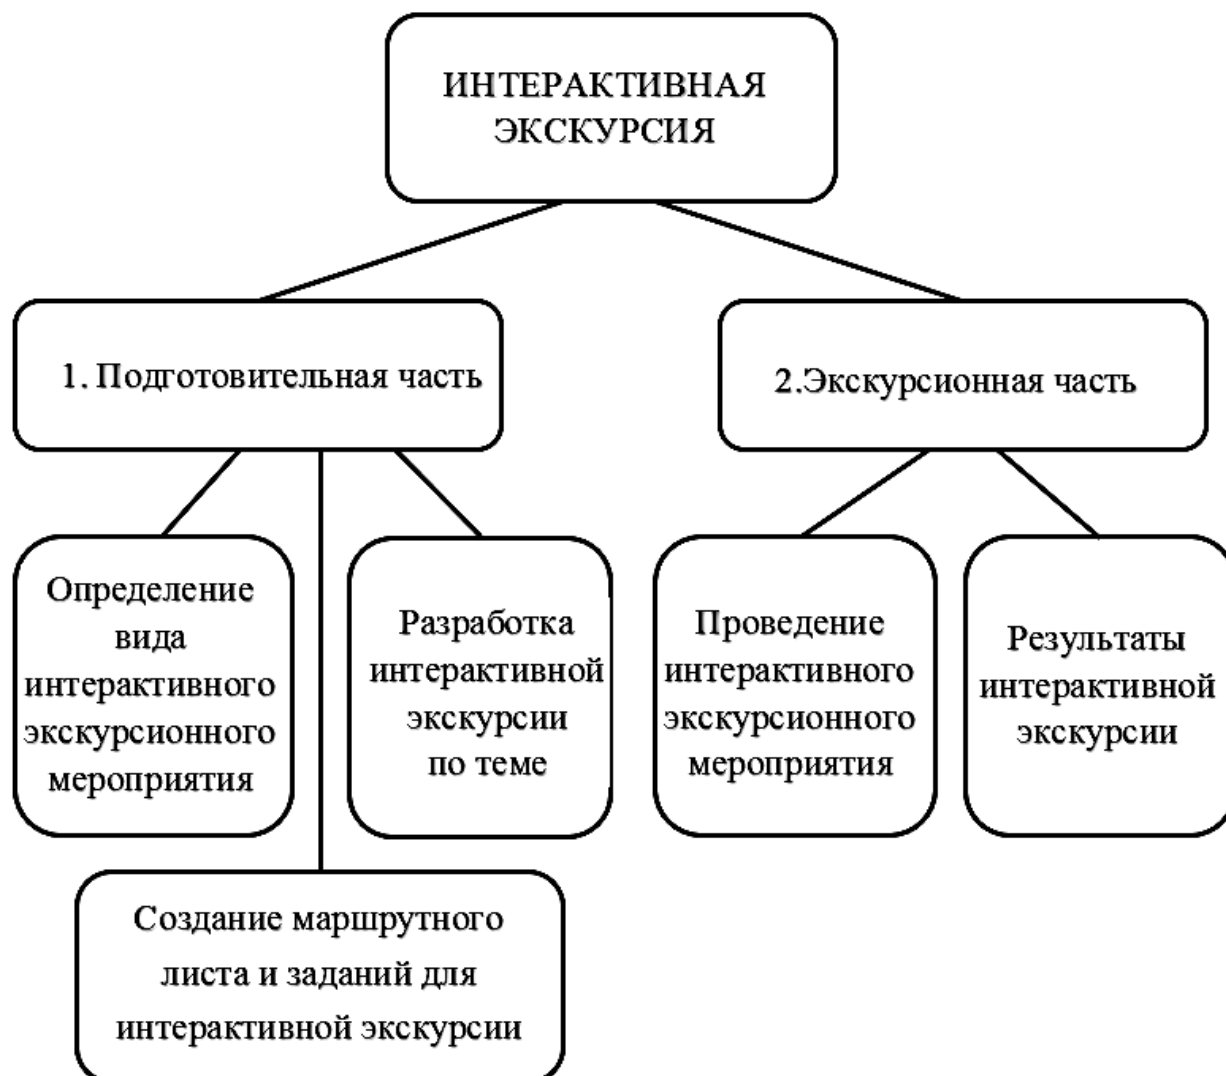 ИНТЕРАКТИВНАЯ
ЭКСКУРСИЯ
1. Подготовительная часть
2.Экскурсионная часть
Определение
вида
интерактивного
экскурсионного
мероприятия
Разработка
интерактивной
экскурсии
по теме
Проведение
интерактивного
экскурсионного
мероприятия
Результаты
интерактивной
экскурсии
Создание маршрутного
листа и заданий для
интерактивной экскурсии